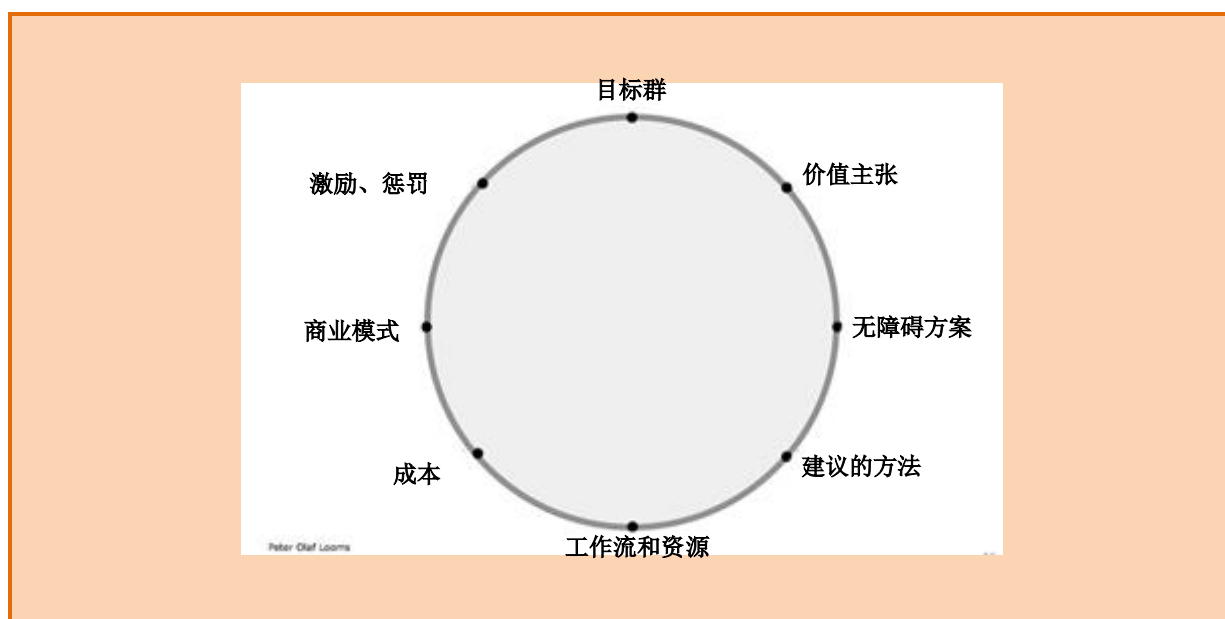 目标群
价值主张
激励、惩罚
无障碍方案
商业模式
建议的方法
成本
工作流和资源
Peter Olaf Looms